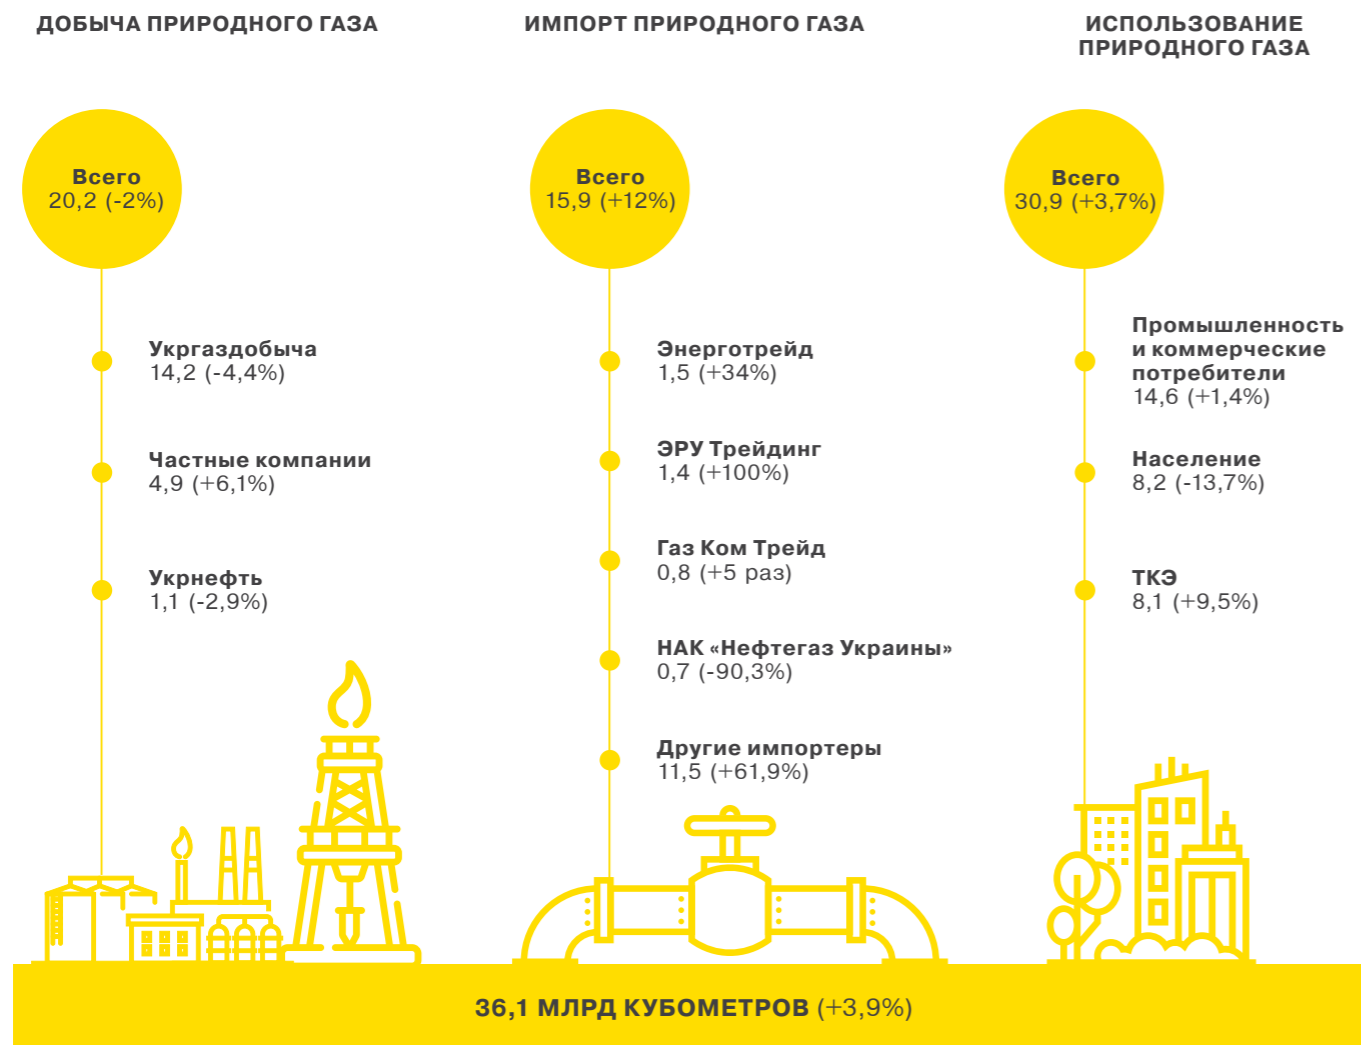 ДОБЫЧА ПРИРОДНОГО ГАЗА
Всего
20,2 (-2%)
Укргаздобыча
14,2 (-4,4%)
Частные компании
4,9 (+6,1%)
Укрнефть
1,1 (-2,9%)
ИМПОРТ ПРИРОДНОГО ГАЗА
Всего
15,9 (+12%)
Энерготрейд
1,5 (+34%)
ЭРУ Трейдинг
1,4 (+100%)
Газ Ком Трейд
0,8 (+5 раз)
НАК «Нефтегаз Украины»
0,7 (-90,3%)
Другие импортеры
11,5 (+61,9%)
ИСПОЛЬЗОВАНИЕ
ПРИРОДНОГО ГАЗА
Всего
30,9 (+3,7%)
Промышленность
и коммерческие
потребители
14,6 (+1,4%)
Население
8,2 (-13,7%)
ТКЭ
8,1 (+9,5%)
36,1 МЛРД КУБОМЕТРОВ (+3,9%)